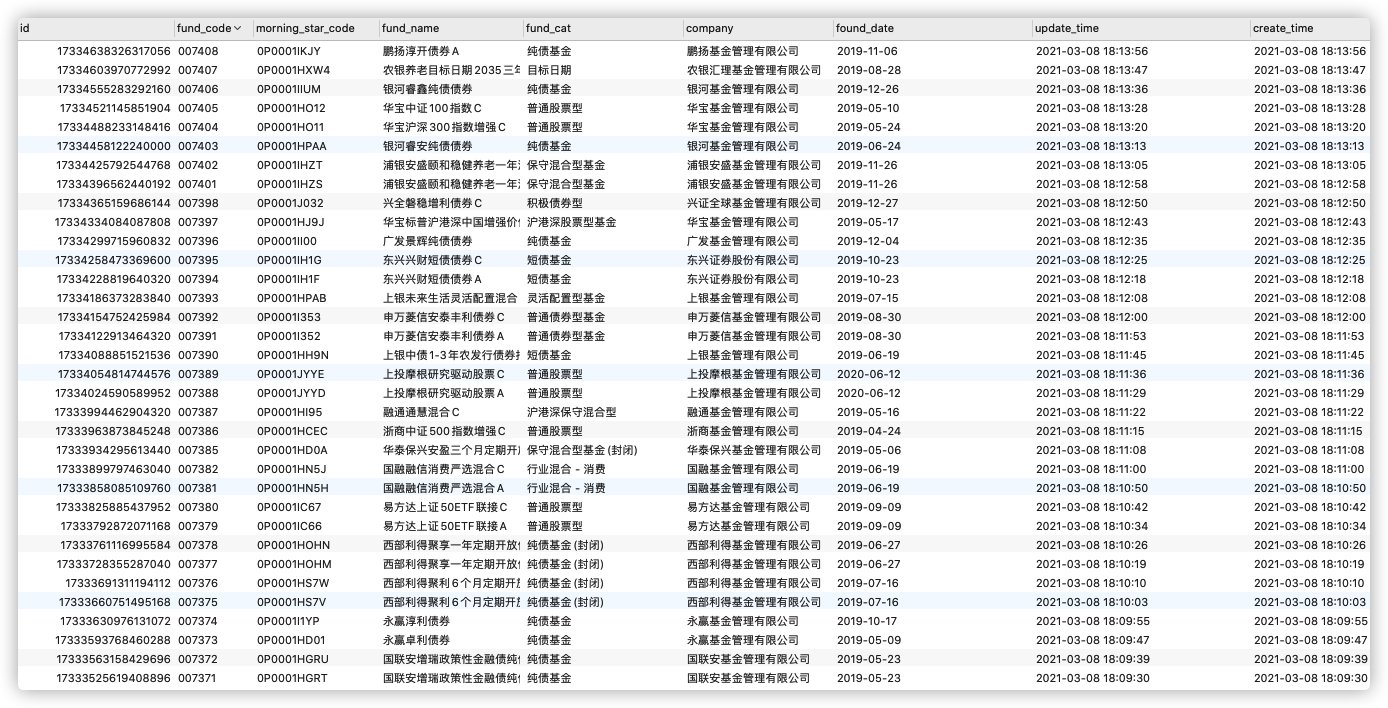 id fund_code morning_star_code fund_name fund_cat company found_date update_time create_time
17334638326317056 007408 0P0001IKJY 鹏扬淳开债券A 纯债基金 鹏扬基金管理有限公司 2019-11-06 2021-03-08 18:13:56 2021-03-08 18:13:56
17334603970772992 007407 0P0001HXW4 农银养老目标日期2035三年 目标日期 农银汇理基金管理有限公司 2019-08-28 2021-03-08 18:13:47 2021-03-08 18:13:47
17334555283292160 007406 0P0001IIUM 银河睿鑫纯债债券 纯债基金 银河基金管理有限公司 2019-12-26 2021-03-08 18:13:36 2021-03-08 18:13:36
17334521145851904 007405 0P0001HO12 华宝中证100指数C 普通股票型 华宝基金管理有限公司 2019-05-10 2021-03-08 18:13:28 2021-03-08 18:13:28
17334488233148416 007404 0P0001HO11 华宝沪深300指数增强C 普通股票型 华宝基金管理有限公司 2019-05-24 2021-03-08 18:13:20 2021-03-08 18:13:20
17334458122240000 007403 0P0001HPAA 银河睿安纯债债券 纯债基金 银河基金管理有限公司 2019-06-24 2021-03-08 18:13:13 2021-03-08 18:13:13
17334425792544768 007402 0P0001IHZT 浦银安盛颐和稳健养老一年 保守混合型基金 浦银安盛基金管理有限公司 2019-11-26 2021-03-08 18:13:05 2021-03-08 18:13:05
17334396562440192 007401 0P0001IHZS 浦银安盛颐和稳健养老一年 保守混合型基金 浦银安盛基金管理有限公司 2019-11-26 2021-03-08 18:12:58 2021-03-08 18:12:58
17334365159686144 007398 0P0001J032 兴全磐稳增利债券C 积极债券型 兴证全球基金管理有限公司 2019-12-27 2021-03-08 18:12:50 2021-03-08 18:12:50
17334334084087808 007397 0P0001HJ9J 华宝标普沪港深中国增强价 沪港深股票型基金 华宝基金管理有限公司 2019-05-17 2021-03-08 18:12:43 2021-03-08 18:12:43
17334299715960832 007396 0P0001II00 广发景辉纯债债券 纯债基金 广发基金管理有限公司 2019-12-04 2021-03-08 18:12:35 2021-03-08 18:12:35
17334258473369600 007395 0P0001IH1G 东兴兴财短债债券C 短债基金 东兴证券股份有限公司 2019-10-23 2021-03-08 18:12:25 2021-03-08 18:12:25
17334228819640320 007394 0P0001IH1F 东兴兴财短债债券A 短债基金 东兴证券股份有限公司 2019-10-23 2021-03-08 18:12:18 2021-03-08 18:12:18
17334186373283840 007393 0P0001HPAB 上银未来生活灵活配置混合 灵活配置型基金 上银基金管理有限公司 2019-07-15 2021-03-08 18:12:08 2021-03-08 18:12:08
17334154752425984 007392 0P0001I353 申万菱信安泰丰利债券C 普通债券型基金 申万菱信基金管理有限公司 2019-08-30 2021-03-08 18:12:00 2021-03-08 18:12:00
17334122913464320 007391 0P0001I352 申万菱信安泰丰利债券A 普通债券型基金 申万菱信基金管理有限公司 2019-08-30 2021-03-08 18:11:53 2021-03-08 18:11:53
17334088851521536 007390 0P0001HH9N 上银中债1-3年农发行债券 短债基金 上银基金管理有限公司 2019-06-19 2021-03-08 18:11:45 2021-03-08 18:11:45
17334054814744576 007389 0P0001JYYE 上投摩根研究驱动股票C 普通股票型 上投摩根基金管理有限公司 2020-06-12 2021-03-08 18:11:36 2021-03-08 18:11:36
17334024590589952 007388 0P0001JYYD 上投摩根研究驱动股票A 普通股票型 上投摩根基金管理有限公司 2020-06-12 2021-03-08 18:11:29 2021-03-08 18:11:29
17333994462904320 007387 0P0001HI95 融通通慧混合C 沪港深保守混合型 融通基金管理有限公司 2019-05-16 2021-03-08 18:11:22 2021-03-08 18:11:22
17333963873845248 007386 0P0001HCEC 浙商中证500指数增强C 普通股票型 浙商基金管理有限公司 2019-04-24 2021-03-08 18:11:15 2021-03-08 18:11:15
17333934295613440 007385 0P0001HD0A 华泰保兴安盈三个月定期开 保守混合型基金(封闭) 华泰保兴基金管理有限公司 2019-05-06 2021-03-08 18:11:08 2021-03-08 18:11:08
17333899797463040 007382 0P0001HN5J 国融融信消费严选混合C 行业混合 - 消费 国融基金管理有限公司 2019-06-19 2021-03-08 18:11:00 2021-03-08 18:11:00
17333858085109760 007381 0P0001HN5H 国融融信消费严选混合A 行业混合 - 消费 国融基金管理有限公司 2019-06-19 2021-03-08 18:10:50 2021-03-08 18:10:50
17333825885437952 007380 0P0001IC67 易方达上证50ETF联接C 普通股票型 易方达基金管理有限公司 2019-09-09 2021-03-08 18:10:42 2021-03-08 18:10:42
17333792872071168 007379 0P0001IC66 易方达上证50ETF联接A 普通股票型 易方达基金管理有限公司 2019-09-09 2021-03-08 18:10:34 2021-03-08 18:10:34
17333761116995584 007378 0P0001HOHN 西部利得聚享一年定期开放 纯债基金(封闭) 西部利得基金管理有限公司 2019-06-27 2021-03-08 18:10:26 2021-03-08 18:10:26
17333728355287040 007377 0P0001HOHM 西部利得聚享一年定期开放 纯债基金(封闭) 西部利得基金管理有限公司 2019-06-27 2021-03-08 18:10:19 2021-03-08 18:10:19
17333691311194112 007376 0P0001HS7W 西部利得聚利6个月定期开 纯债基金(封闭) 西部利得基金管理有限公司 2019-07-16 2021-03-08 18:10:10 2021-03-08 18:10:10
17333660751495168 007375 0P0001HS7V 西部利得聚利6个月定期开 纯债基金(封闭) 西部利得基金管理有限公司 2019-07-16 2021-03-08 18:10:03 2021-03-08 18:10:03
17333630976131072 007374 0P0001I1YP 永赢淳利债券 纯债基金 永赢基金管理有限公司 2019-10-17 2021-03-08 18:09:55 2021-03-08 18:09:55
17333593768460288 007373 0P0001HD01 永赢卓利债券 纯债基金 永赢基金管理有限公司 2019-05-09 2021-03-08 18:09:47 2021-03-08 18:09:47
17333563158429696 007372 0P0001HGRU 国联安增瑞政策性金融债纯 纯债基金 国联安基金管理有限公司 2019-05-23 2021-03-08 18:09:39 2021-03-08 18:09:39
17333525619408896 007371 0P0001HGRT 国联安增瑞政策性金融债纯 纯债基金 国联安基金管理有限公司 2019-05-23 2021-03-08 18:09:30 2021-03-08 18:09:30